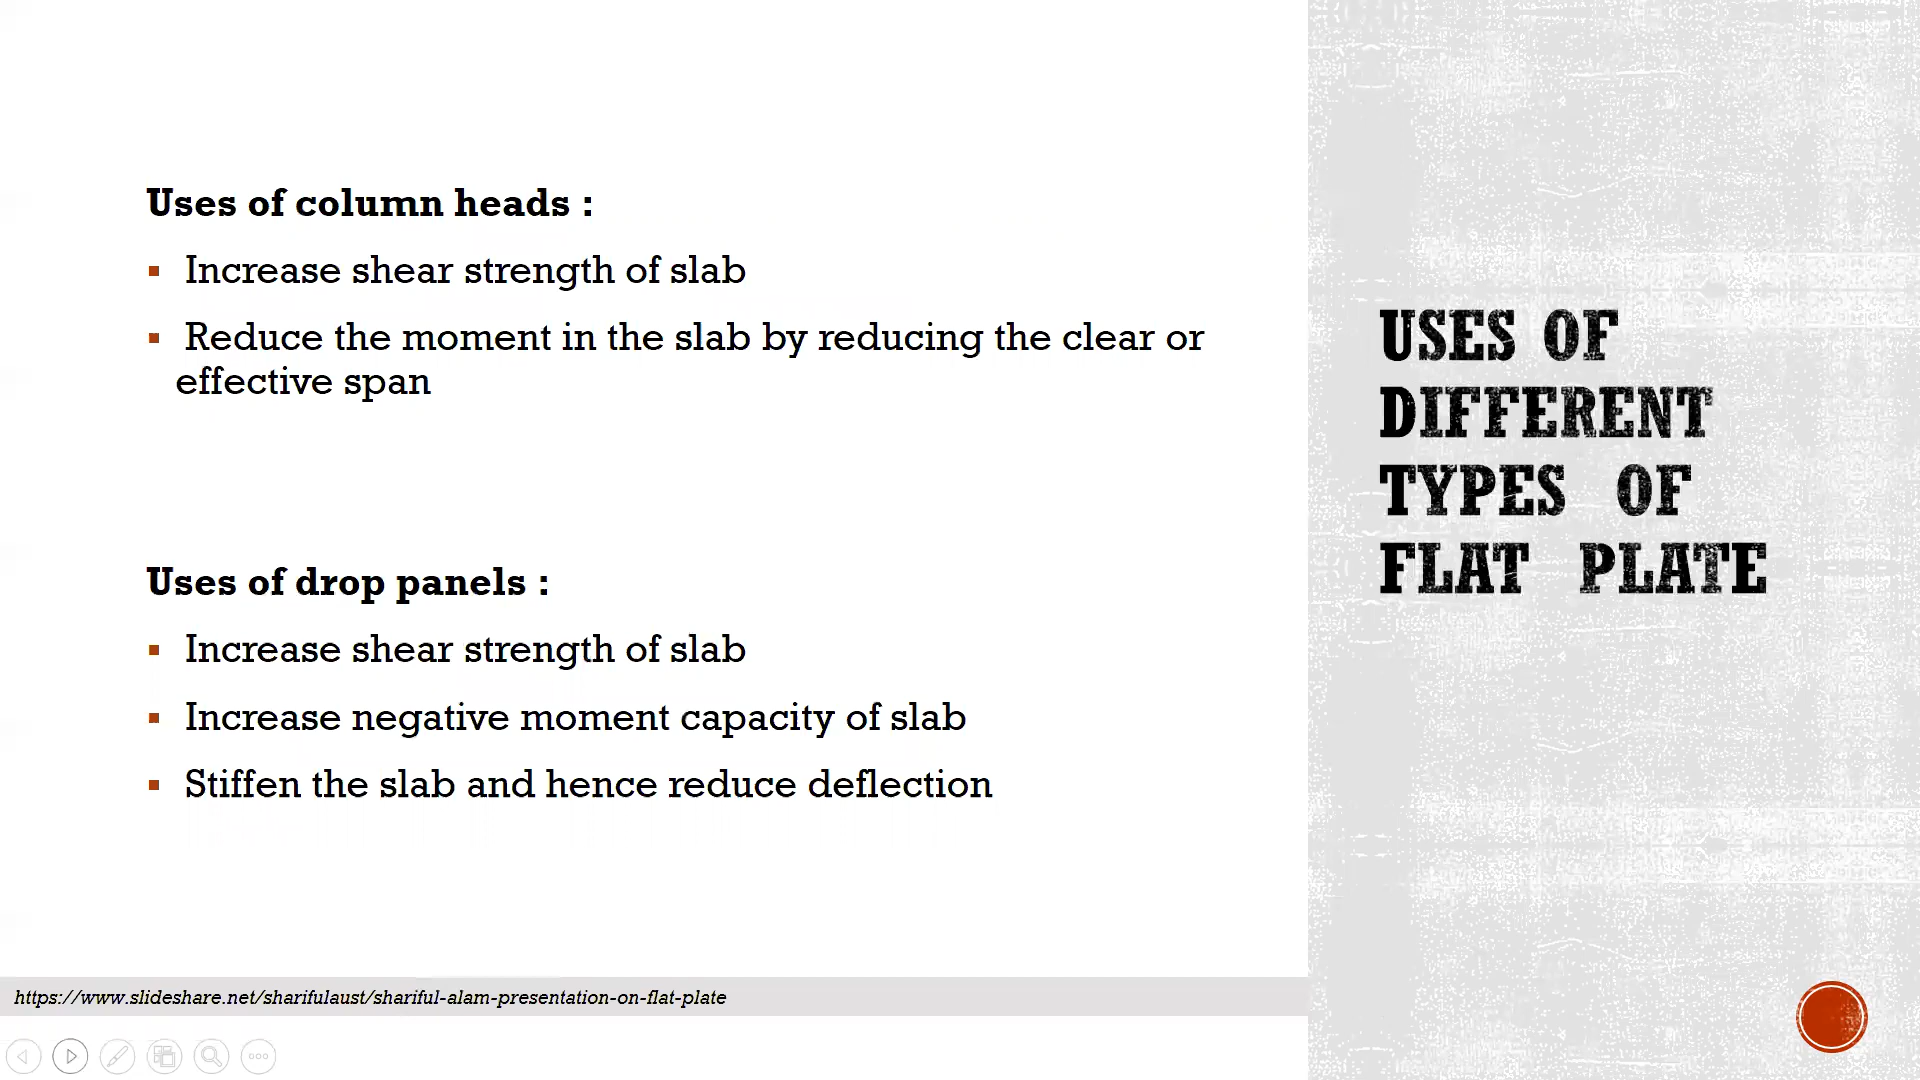 Uses of column heads :
▪ Increase shear strength of slab
▪ Reduce the moment in the slab by reducing the clear or
effective span
Uses of drop panels :
▪ Increase shear strength of slab
▪ Increase negative moment capacity of slab
▪ Stiffen the slab and hence reduce deflection
USES OF
DIFFERENT
TYPES OF
FLAT PLATE
https://www.slideshare.net/sharifulaust/shariful-alam-presentation-on-flat-plate